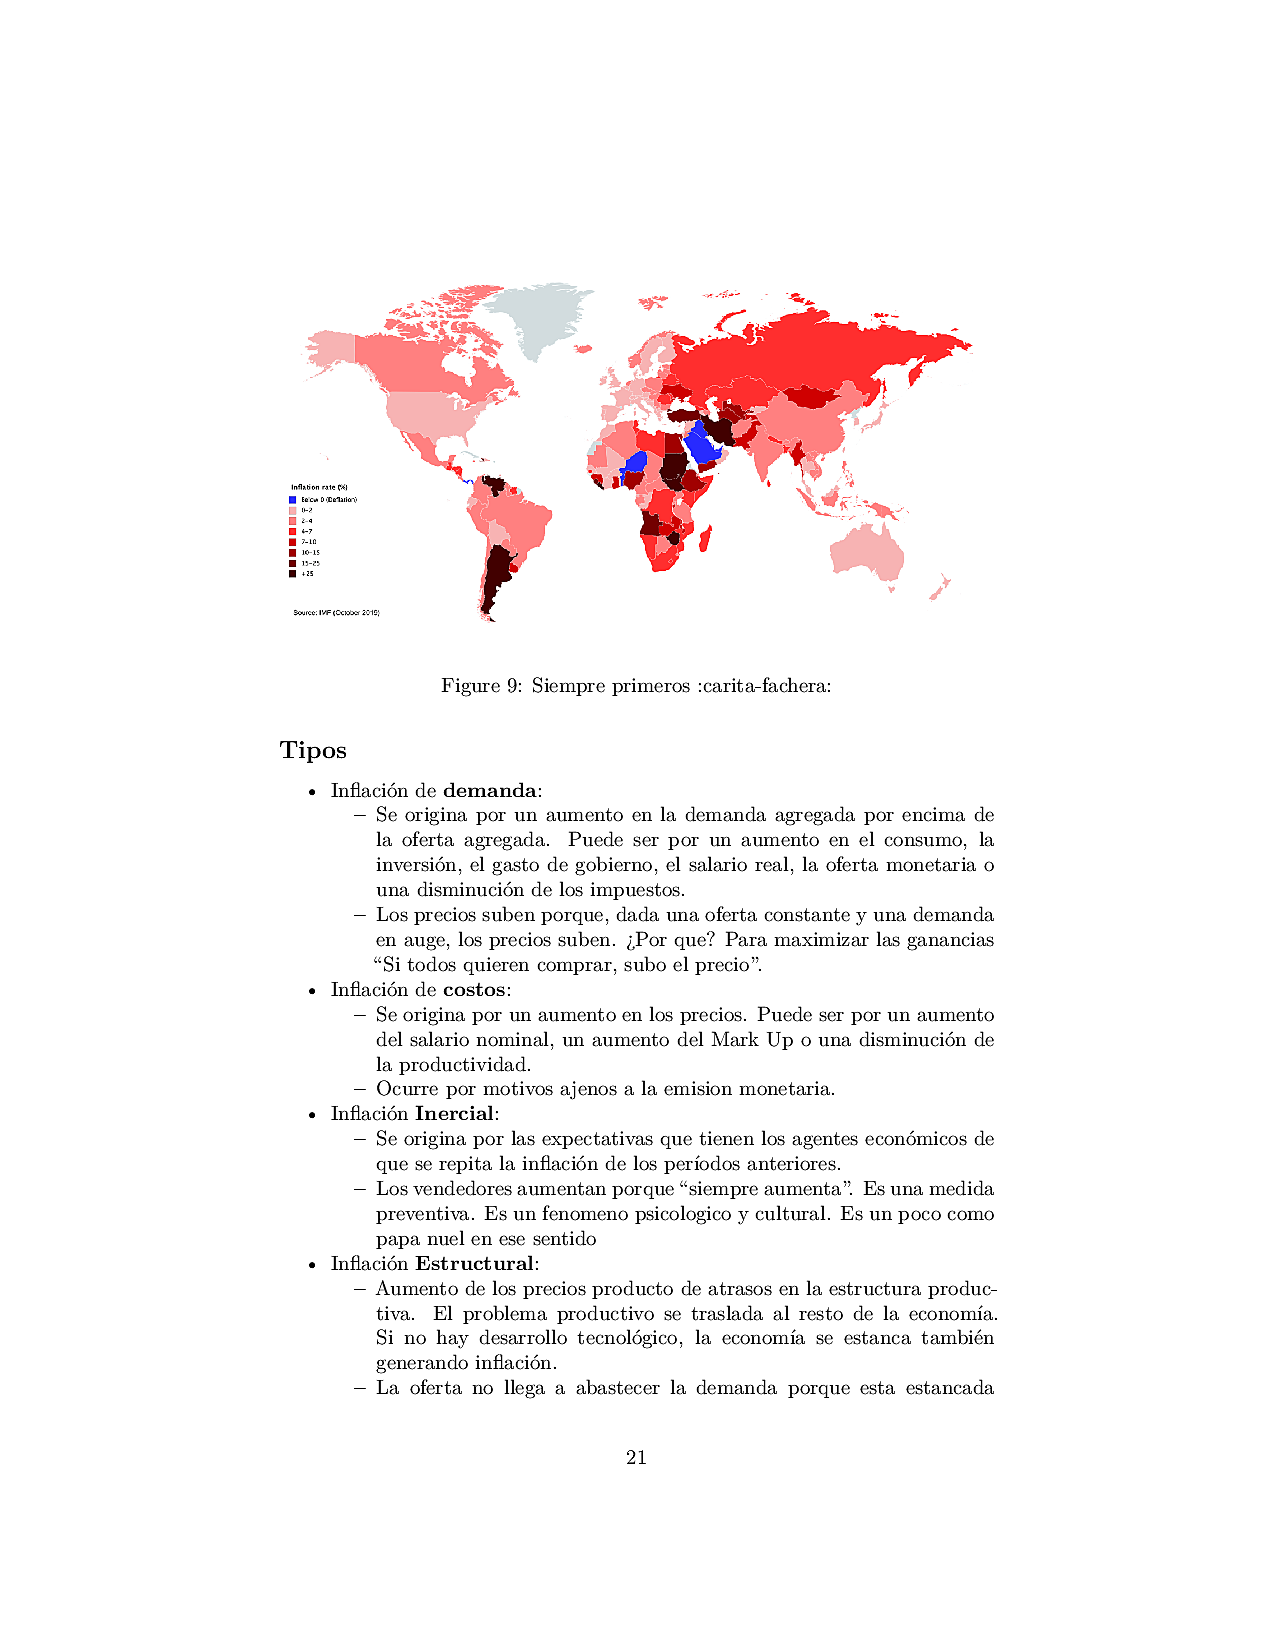 Inflation rate (%)
Below 0 (Deflation)
0-2
2-4
4-7
7-10
10-15
15-25
+25
Source: IMF (October 2019)
Figure 9: Siempre primeros :carita-fachera:
Tipos
• Inflación de demanda:
– Se origina por un aumento en la demanda agregada por encima de
la oferta agregada. Puede ser por un aumento en el consumo, la
inversión, el gasto de gobierno, el salario real, la oferta monetaria o
una disminución de los impuestos.
– Los precios suben porque, dada una oferta constante y una demanda
en auge, los precios suben. ¿Por que? Para maximizar las ganancias
“Si todos quieren comprar, subo el precio”.
• Inflación de costos:
– Se origina por un aumento en los precios. Puede ser por un aumento
del salario nominal, un aumento del Mark Up o una disminución de
la productividad.
– Ocurre por motivos ajenos a la emision monetaria.
• Inflación Inercial:
– Se origina por las expectativas que tienen los agentes económicos de
que se repita la inflación de los períodos anteriores.
– Los vendedores aumentan porque “siempre aumenta”. Es una medida
preventiva. Es un fenomeno psicologico y cultural. Es un poco como
papa nuel en ese sentido
• Inflación Estructural:
– Aumento de los precios producto de atrasos en la estructura produc-
tiva. El problema productivo se traslada al resto de la economía.
Si no hay desarrollo tecnológico, la economía se estanca también
generando inflación.
– La oferta no llega a abastecer la demanda porque esta estancada
21